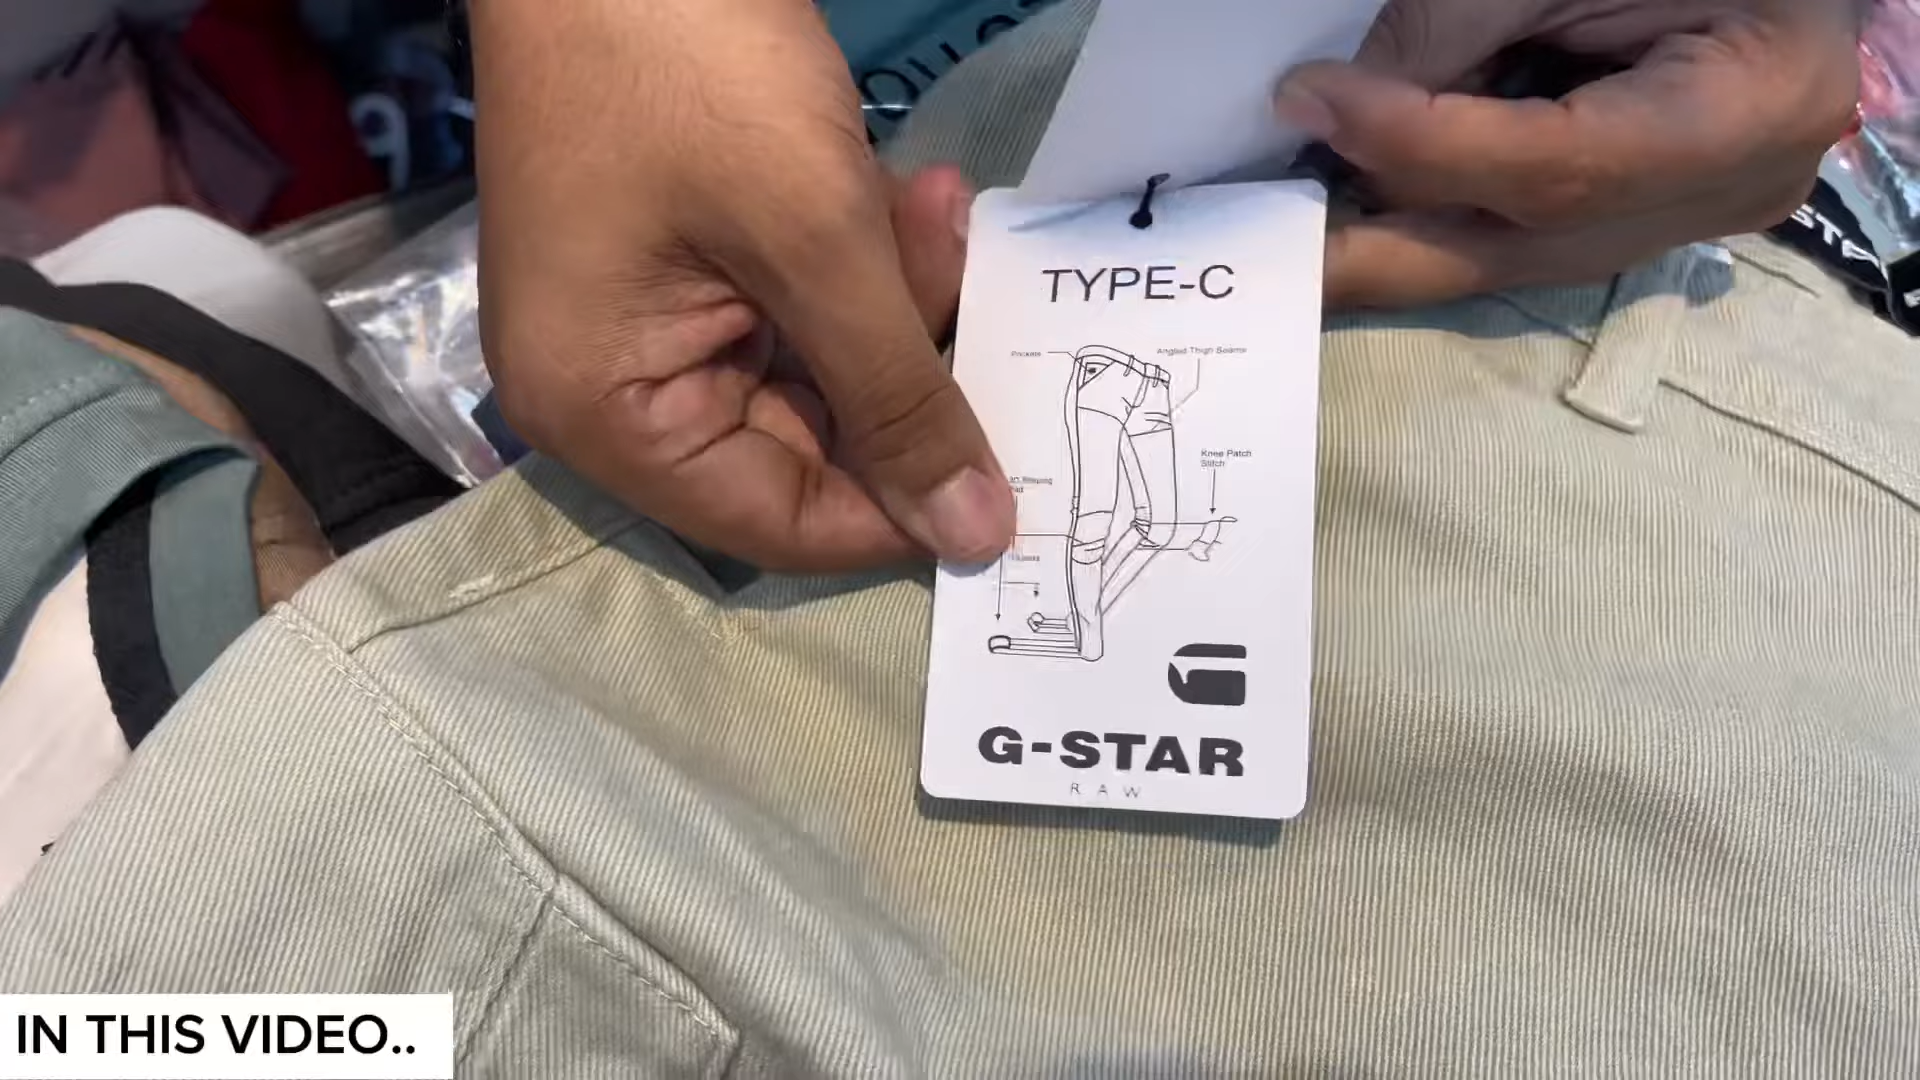 TYPE-C
Pockets
Angled Thigh Seams
Knee Patch
Stitch
G-STAR
RAW
IN THIS VIDEO..